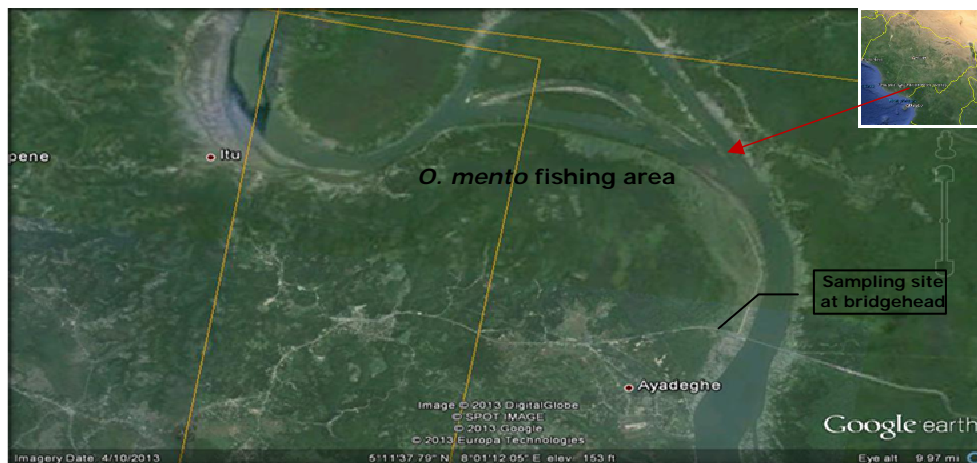 pene
Itu
O. mento fishing area
Sampling site
at bridgehead
Ayadeghe
Image © 2013 DigitalGlobe
© SPOT IMAGE
© 2013 Google
© 2013 Europa Technologies
Google earth
Imagery Date: 4/10/2013 5°11'37.79" N 8°01'12.05" E elev 153 ft Eye alt 9.97 mi